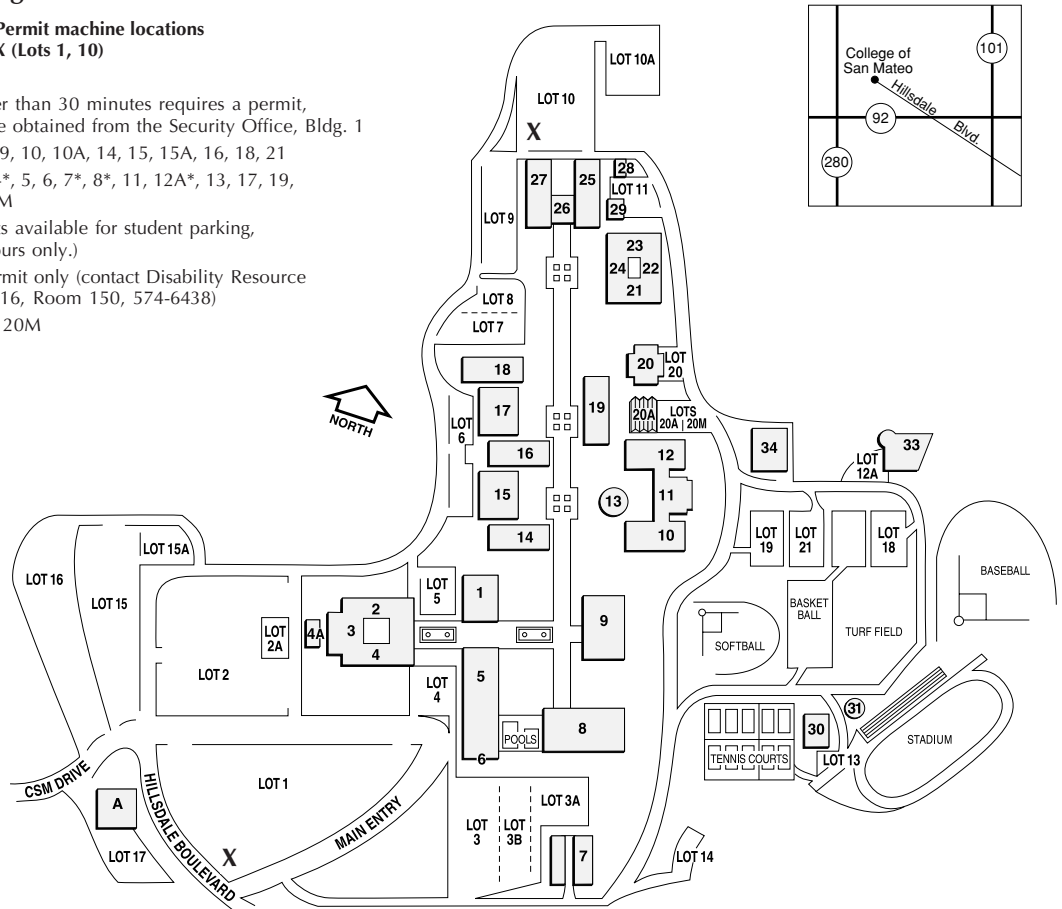 Permit machine locations
X (Lots 1, 10)
er than 30 minutes requires a permit,
e obtained from the Security Office, Bldg. 1
9, 10, 10A, 14, 15, 15A, 16, 18, 21
*, 5, 6, 7*, 8*, 11, 12A*, 13, 17, 19,
M
s available for student parking,
ours only.)
rmit only (contact Disability Resource
16, Room 150, 574-6438)
20M
College of
San Mateo
101
Hillsdale
Blvd.
92
280
LOT 10A
LOT 10
X
27
25
28
LOT 11
26
29
LOT 9
23
24
22
21
LOT 8
LOT 7
20
LOT
20
18
NORTH
17
19
20A
LOTS
20A | 20M
LOT
6
16
12
34
33
LOT
12A
15
13
11
14
10
LOT
19
LOT
21
LOT
18
LOT 15A
LOT 16
LOT 15
LOT
5
1
BASEBALL
BASKET
BALL
2
3
4
4A
LOT
2A
9
TURF FIELD
SOFTBALL
LOT 2
LOT
4
5
6
8
POOLS
31
30
STADIUM
TENNIS COURTS
LOT 13
CSM DRIVE
A
HILLSDALE BOULEVARD
LOT 1
MAIN ENTRY
LOT 3A
LOT
3
LOT
3B
7
LOT 14
LOT 17
X